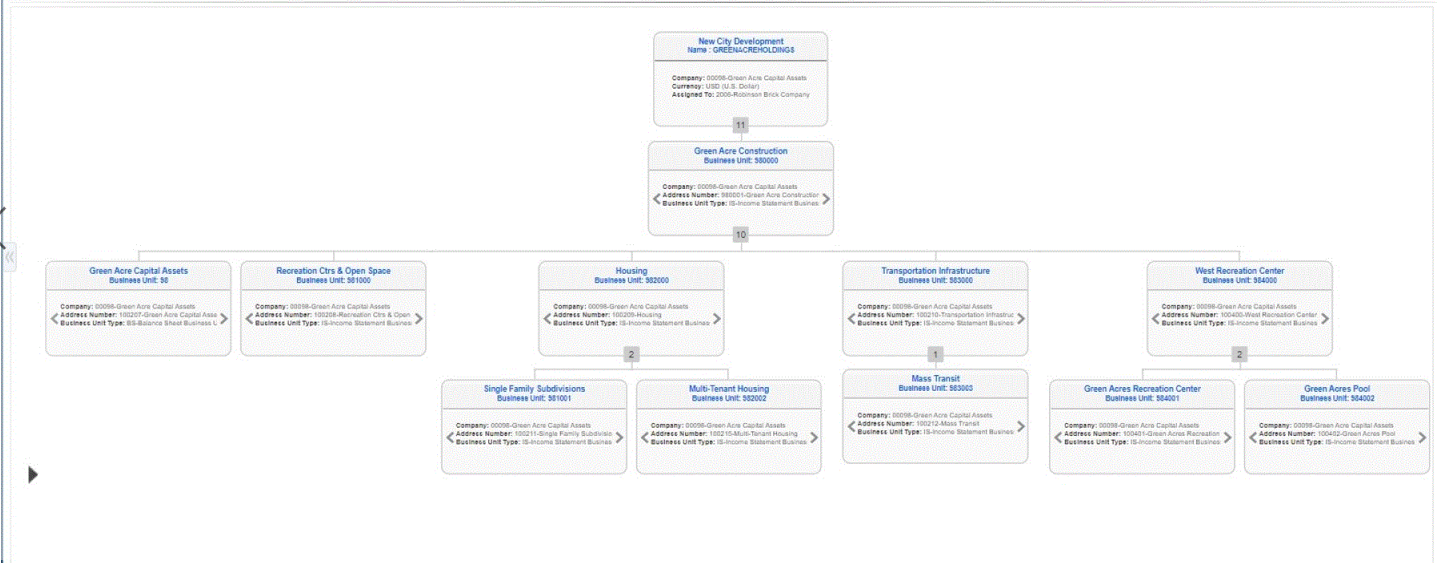 New City Development
Name : GREENACREHOLDINGS
Company: 00098-Green Acre Capital Assets
Currency: USD (U.S. Dollar)
Assigned To: 2006-Robinson Brick Company
11
Green Acre Construction
Business Unit: 980000
Company: 00098-Green Acre Capital Assets
Address Number: 980001-Green Acre Construction
Business Unit Type: IS-Income Statement Busines
10
Green Acre Capital Assets
Business Unit: 98
Company: 00098-Green Acre Capital Assets
Address Number: 100207-Green Acre Capital Asse
Business Unit Type: BS-Balance Sheet Business U
Recreation Ctrs & Open Space
Business Unit: 981000
Company: 00098-Green Acre Capital Assets
Address Number: 100208-Recreation Ctrs & Open
Business Unit Type: IS-Income Statement Busines
Housing
Business Unit: 982000
Company: 00098-Green Acre Capital Assets
Address Number: 100209-Housing
Business Unit Type: IS-Income Statement Busines
2
Transportation Infrastructure
Business Unit: 983000
Company: 00098-Green Acre Capital Assets
Address Number: 100210-Transportation Infrastruc
Business Unit Type: IS-Income Statement Busines
1
West Recreation Center
Business Unit: 984000
Company: 00098-Green Acre Capital Assets
Address Number: 100400-West Recreation Center
Business Unit Type: IS-Income Statement Busines
2
Single Family Subdivisions
Business Unit: 981001
Company: 00098-Green Acre Capital Assets
Address Number: 100211-Single Family Subdivisio
Business Unit Type: IS-Income Statement Busines
Multi-Tenant Housing
Business Unit: 982002
Company: 00098-Green Acre Capital Assets
Address Number: 100215-Multi-Tenant Housing
Business Unit Type: IS-Income Statement Busines
Mass Transit
Business Unit: 983005
Company: 00098-Green Acre Capital Assets
Address Number: 100212-Mass Transit
Business Unit Type: IS-Income Statement Busines
Green Acres Recreation Center
Business Unit: 984001
Company: 00098-Green Acre Capital Assets
Address Number: 100401-Green Acres Recreation
Business Unit Type: IS-Income Statement Busines
Green Acres Pool
Business Unit: 984002
Company: 00098-Green Acre Capital Assets
Address Number: 100402-Green Acres Pool
Business Unit Type: IS-Income Statement Busines